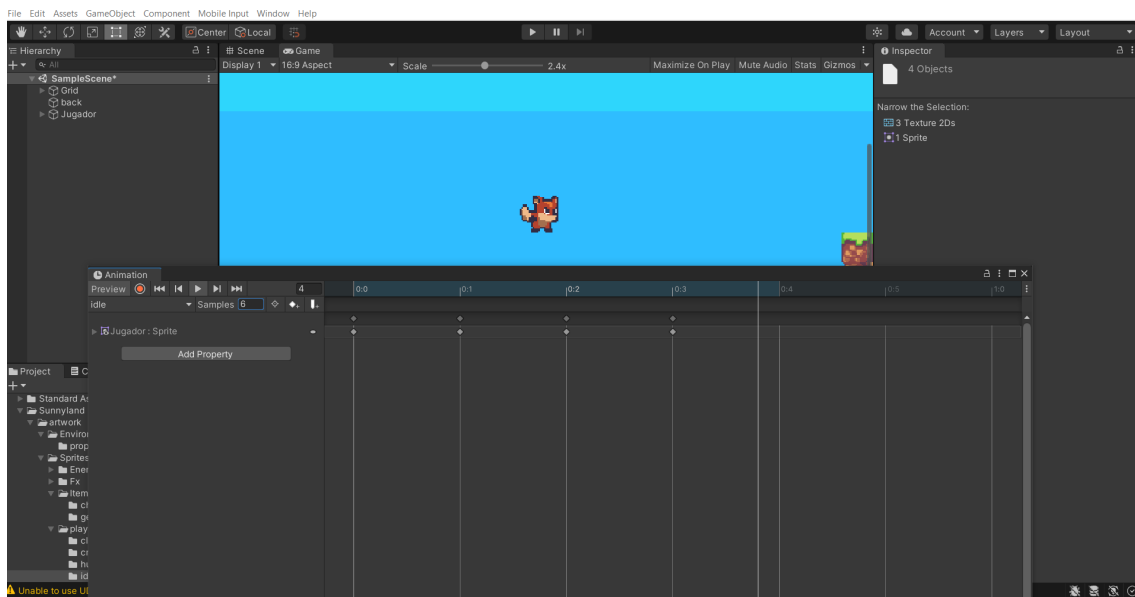 File Edit Assets GameObject Component Mobile Input Window Help
Center Local Account Layers Layout
Hierarchy
All
SampleScene*
Grid
back
Jugador
Scene Game
Display 1 16:9 Aspect Scale 2.4x Maximize On Play Mute Audio Stats Gizmos
Inspector
4 Objects
Narrow the Selection:
3 Texture 2Ds
1 Sprite
Animation
Preview 4 0:0 0:1 0:2 0:3 0:4 0:5 1:0
idle Samples 6
Jugador : Sprite
Add Property
Project C
Standard As
Sunnyland
artwork
Enviro
prop
Sprites
Ener
Fx
Item
ch
ge
play
cl
cr
hu
id
Unable to use UI